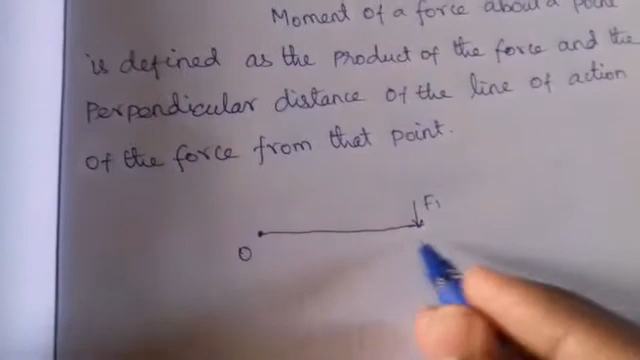 Moment of a force about a point
is defined as the product of the force and the
perpendicular distance of the line of action
of the force from that point.
F1
O